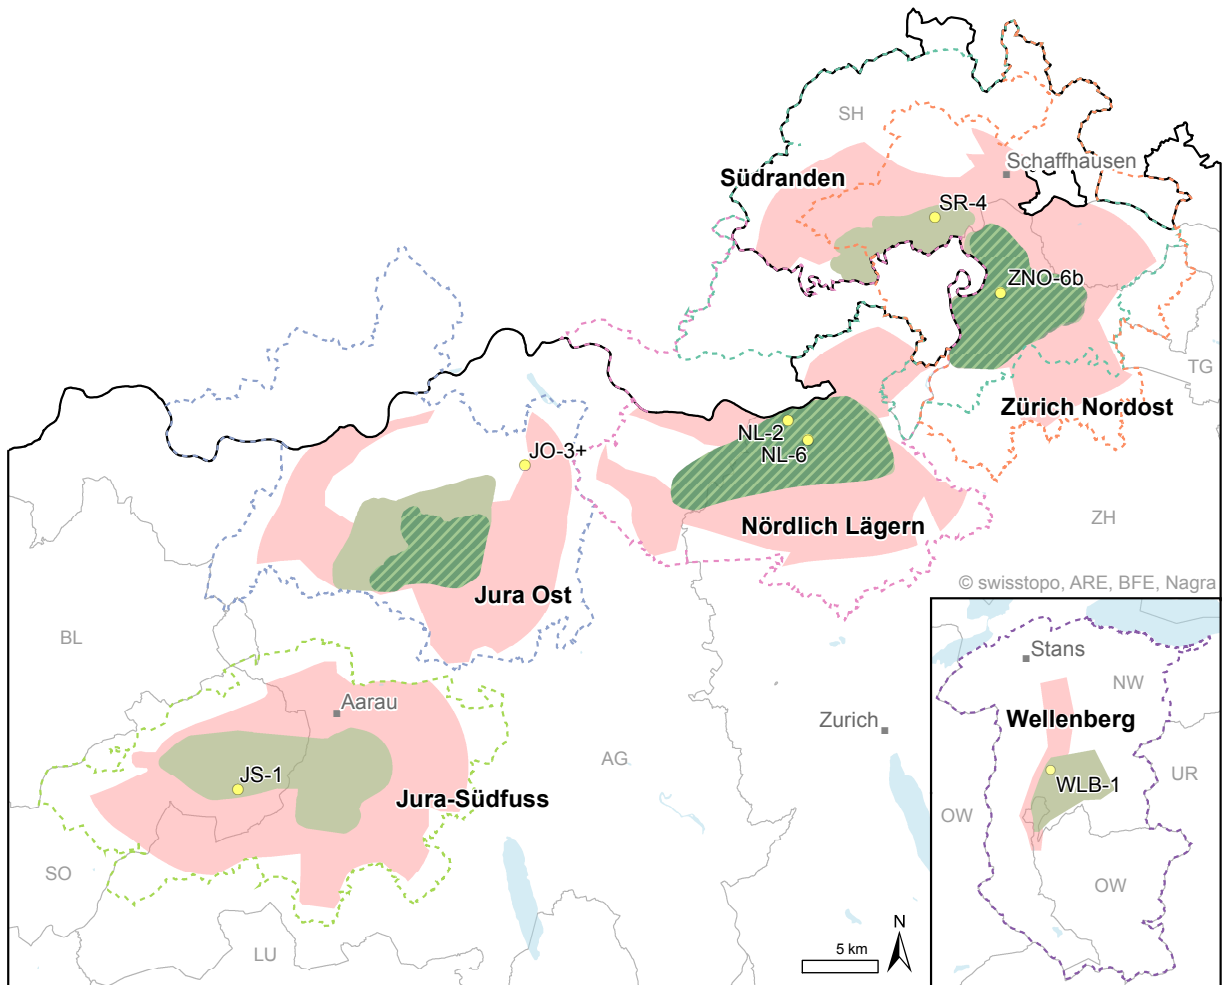 SH
Schaffhausen
Südranden
SR-4
ZNO-6b
TG
Zürich Nordost
NL-2
NL-6
JO-3+
Nördlich Lägern
ZH
© swisstopo, ARE, BFE, Nagra
Jura Ost
BL
Stans
NW
Aarau
Wellenberg
Zurich
AG
UR
JS-1
WLB-1
Jura-Südfuss
OW
SO
OW
LU
5 km
N